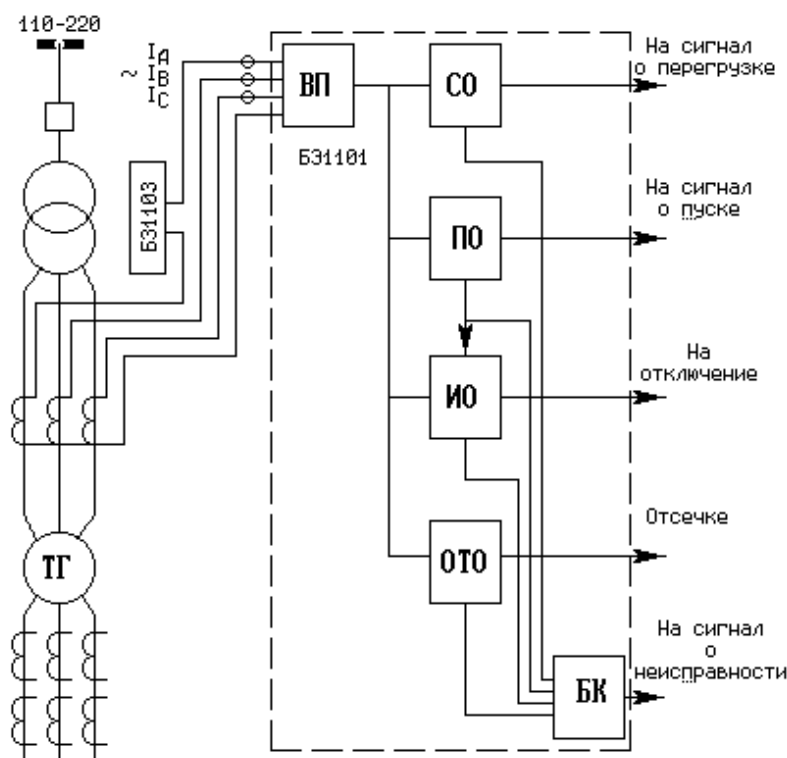 110-220
IA
~ IB
IC
ВП
СО
На сигнал
о перегрузке
БЭ1101
БЭ1103
ПО
На сигнал
о пуске
ИО
На
отключение
ОТО
Отсечке
ТГ
БК
На сигнал
о
неисправности